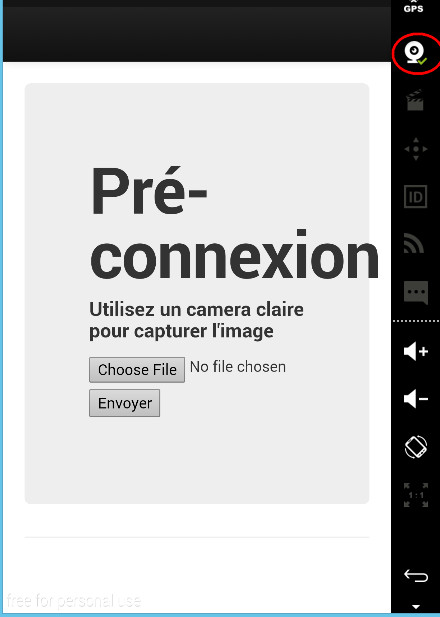 GPS
Pré-
connexion
Utilisez un camera claire
pour capturer l'image
Choose File No file chosen
Envoyer
ID
1:1
free for personal use